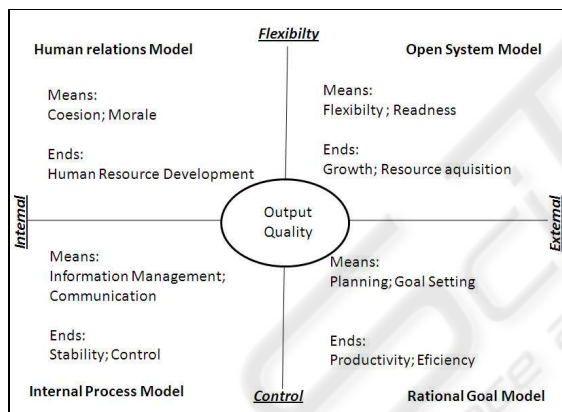 Flexibilty
Human relations Model
Open System Model
Means:
Coesion; Morale
Ends:
Human Resource Development
Means:
Flexibilty ; Readness
Ends:
Growth; Resource aquisition
Internal
Output
Quality
External
Means:
Information Management;
Communication
Ends:
Stability; Control
Means:
Planning; Goal Setting
Ends:
Productivity; Eficiency
Internal Process Model
Control
Rational Goal Model